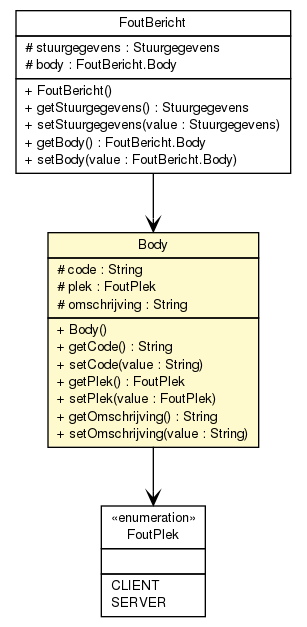 FoutBericht
# stuurgegevens : Stuurgegevens
# body : FoutBericht.Body
+ FoutBericht()
+ getStuurgegevens() : Stuurgegevens
+ setStuurgegevens(value : Stuurgegevens)
+ getBody() : FoutBericht.Body
+ setBody(value : FoutBericht.Body)
Body
# code : String
# plek : FoutPlek
# omschrijving : String
+ Body()
+ getCode() : String
+ setCode(value : String)
+ getPlek() : FoutPlek
+ setPlek(value : FoutPlek)
+ getOmschrijving() : String
+ setOmschrijving(value : String)
«enumeration»
FoutPlek
CLIENT
SERVER